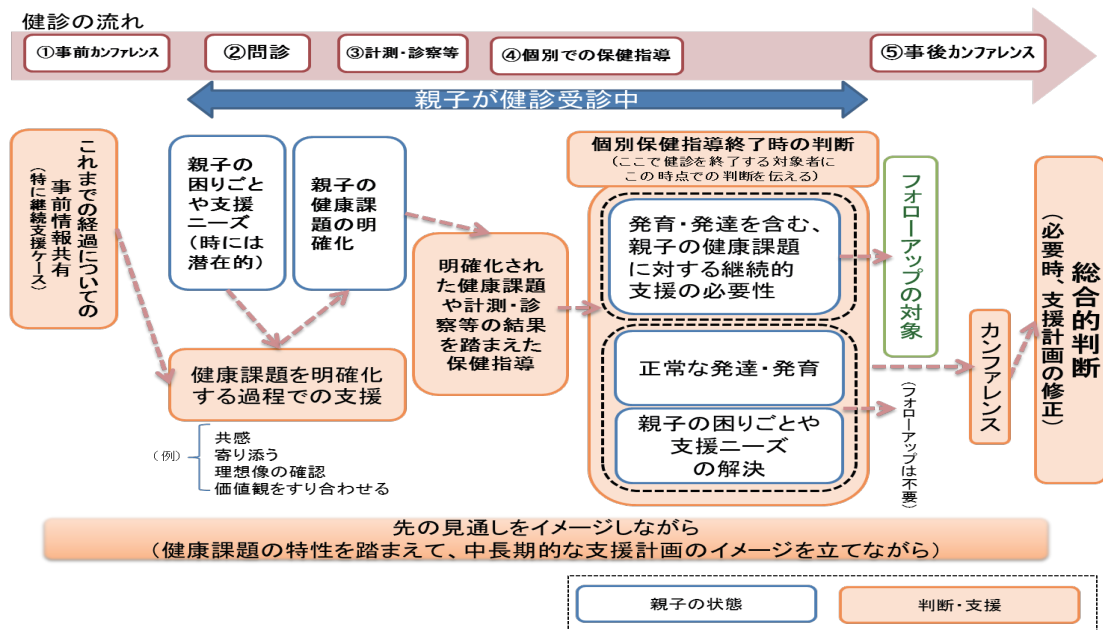 健診の流れ
①事前カンファレンス
②問診
③計測・診察等
④個別での保健指導
⑤事後カンファレンス
親子が健診受診中
これまでの経過についての
事前情報共有
(特に継続支援ケース)
親子の
困りごと
や支援
ニーズ
(時には
潜在的)
親子の
健康課
題の明
確化
健康課題を明確化
する過程での支援
(例)
共感
寄り添う
理想像の確認
価値観をすり合わせる
明確化され
た健康課題
や計測・診
察等の結果
を踏まえた
保健指導
個別保健指導終了時の判断
(ここで健診を終了する対象者に
この時点での判断を伝える)
発育・発達を含む、
親子の健康課題
に対する継続的
支援の必要性
正常な発達・発育
親子の困りごとや
支援ニーズ
の解決
フォローアップの対象
(フォローアップは不要)
カンファレンス
総合的判断
(必要時、支援計画の修正)
先の見通しをイメージしながら
(健康課題の特性を踏まえて、中長期的な支援計画のイメージを立てながら)
親子の状態
判断・支援